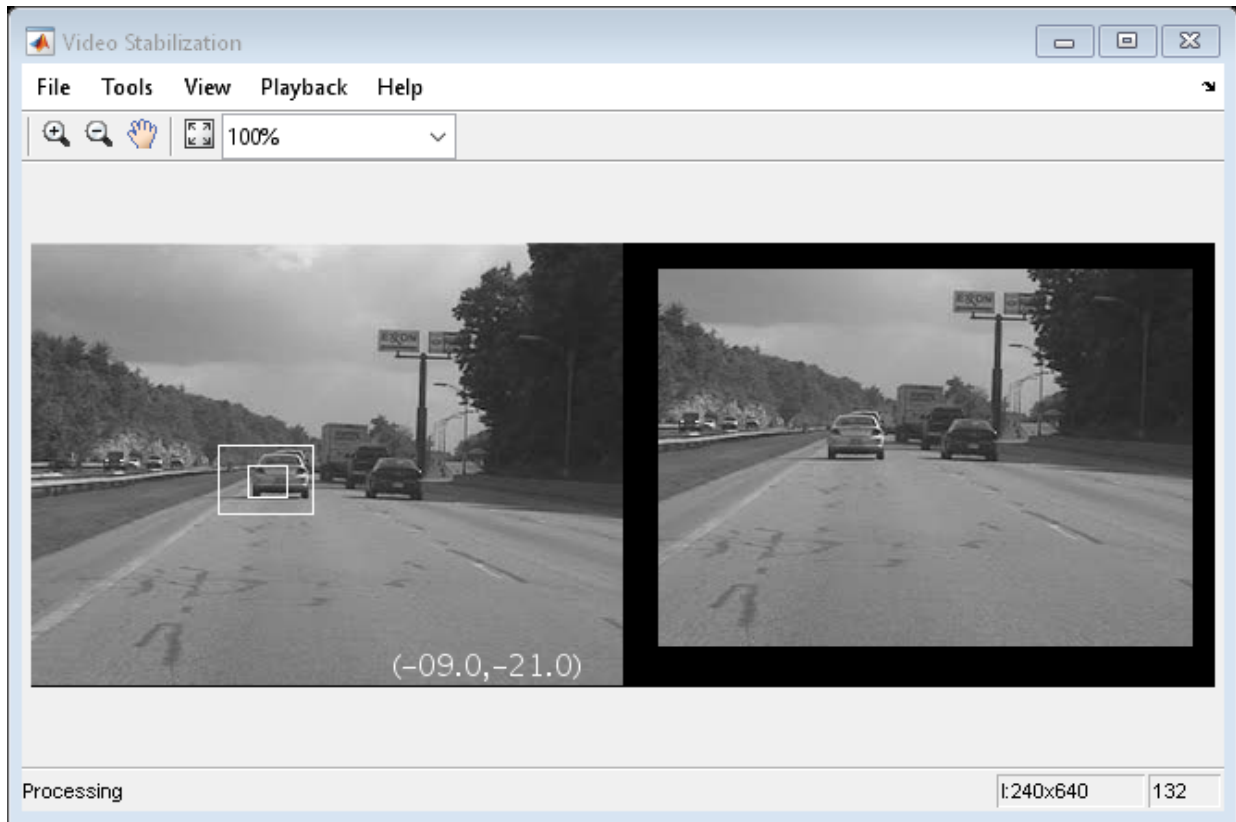 Video Stabilization
File Tools View Playback Help
100%
EXXON
(-09.0,-21.0)
EXXON
Processing
I:240x640
132